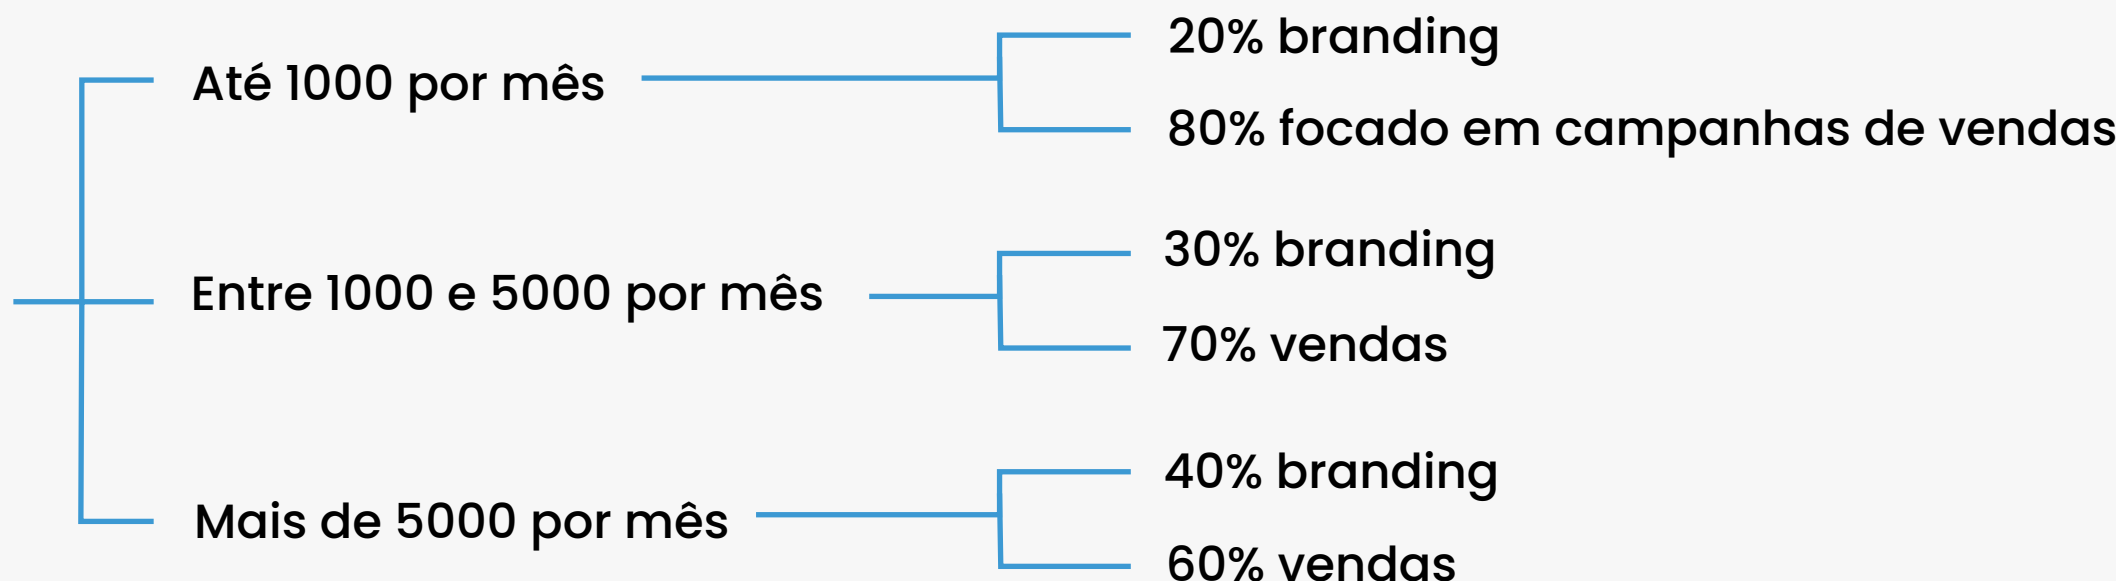 Até 1000 por mês
20% branding
80% focado em campanhas de vendas
Entre 1000 e 5000 por mês
30% branding
70% vendas
Mais de 5000 por mês
40% branding
60% vendas